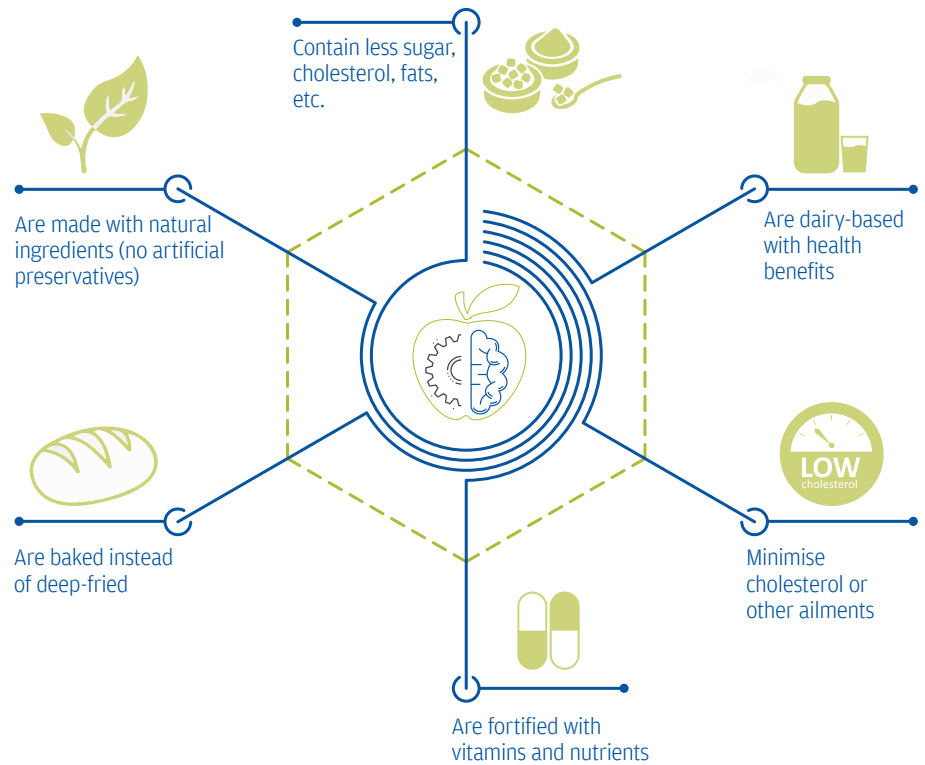 Contain less sugar,
cholesterol, fats,
etc.
Are made with natural
ingredients (no artificial
preservatives)
Are dairy-based
with health
benefits
Are baked instead
of deep-fried
LOW
cholesterol
Minimise
cholesterol or
other ailments
Are fortified with
vitamins and nutrients